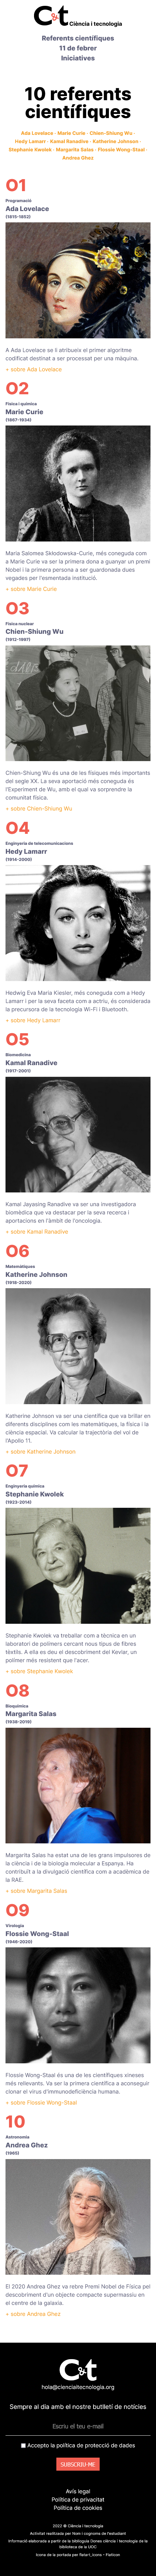 C&t Ciència i tecnologia
Referents científiques
11 de febrer
Iniciatives
10 referents
científiques
Ada Lovelace · Marie Curie · Chien-Shiung Wu ·
Hedy Lamarr · Kamal Ranadive · Katherine Johnson ·
Stephanie Kwolek · Margarita Salas · Flossie Wong-Staal ·
Andrea Ghez
01
Programació
Ada Lovelace
(1815-1852)
A Ada Lovelace se li atribueix el primer algoritme
codificat destinat a ser processat per una màquina.
+ sobre Ada Lovelace
02
Física i química
Marie Curie
(1867-1934)
Maria Salomea Skłodowska-Curie, més coneguda com
a Marie Curie va ser la primera dona a guanyar un premi
Nobel i la primera persona a ser guardonada dues
vegades per l'esmentada institució.
+ sobre Marie Curie
03
Física nuclear
Chien-Shiung Wu
(1912-1997)
Chien-Shiung Wu és una de les físiques més importants
del segle XX. La seva aportació més coneguda és
l'Experiment de Wu, amb el qual va sorprendre la
comunitat física.
+ sobre Chien-Shiung Wu
04
Enginyeria de telecomunicacions
Hedy Lamarr
(1914-2000)
Hedwig Eva Maria Kiesler, més coneguda com a Hedy
Lamarr i per la seva faceta com a actriu, és considerada
la precursora de la tecnologia Wi-Fi i Bluetooth.
+ sobre Hedy Lamarr
05
Biomedicina
Kamal Ranadive
(1917-2001)
Kamal Jayasing Ranadive va ser una investigadora
biomèdica que va destacar per la seva recerca i
aportacions en l'àmbit de l'oncologia.
+ sobre Kamal Ranadive
06
Matemàtiques
Katherine Johnson
(1918-2020)
Katherine Johnson va ser una científica que va brillar en
diferents disciplines com les matemàtiques, la física o la
ciència espacial. Va calcular la trajectòria del vol de
l'Apollo 11.
+ sobre Katherine Johnson
07
Enginyeria química
Stephanie Kwolek
(1923-2014)
Stephanie Kwolek va treballar com a tècnica en un
laboratori de polímers cercant nous tipus de fibres
tèxtils. A ella es deu el descobriment del Kevlar, un
polímer més resistent que l'acer.
+ sobre Stephanie Kwolek
08
Bioquímica
Margarita Salas
(1938-2019)
Margarita Salas ha estat una de les grans impulsores de
la ciència i de la biologia molecular a Espanya. Ha
contribuït a la divulgació científica com a acadèmica de
la RAE.
+ sobre Margarita Salas
09
Virologia
Flossie Wong-Staal
(1946-2020)
Flossie Wong-Staal és una de les científiques xineses
més rellevants. Va ser la primera científica a aconseguir
clonar el virus d'immunodeficiència humana.
+ sobre Flossie Wong-Staal
10
Astronomia
Andrea Ghez
(1965)
El 2020 Andrea Ghez va rebre Premi Nobel de Física pel
descobriment d'un objecte compacte supermassiu en
el centre de la galàxia.
+ sobre Andrea Ghez
C&t
hola@cienciaitecnologia.org
Sempre al dia amb el nostre butlletí de notícies
Escriu el teu e-mail
Accepto la política de protecció de dades
SUBSCRIU-ME
Avís legal
Política de privacitat
Política de cookies
2022 © Ciència i tecnologia
Activitat realitzada per Nom i cognoms de l'estudiant
Informació elaborada a partir de la biblioteca Dones ciència i tecnologia de la
biblioteca de la UOC
Icona de la portada per flat-art_icons - Flaticon